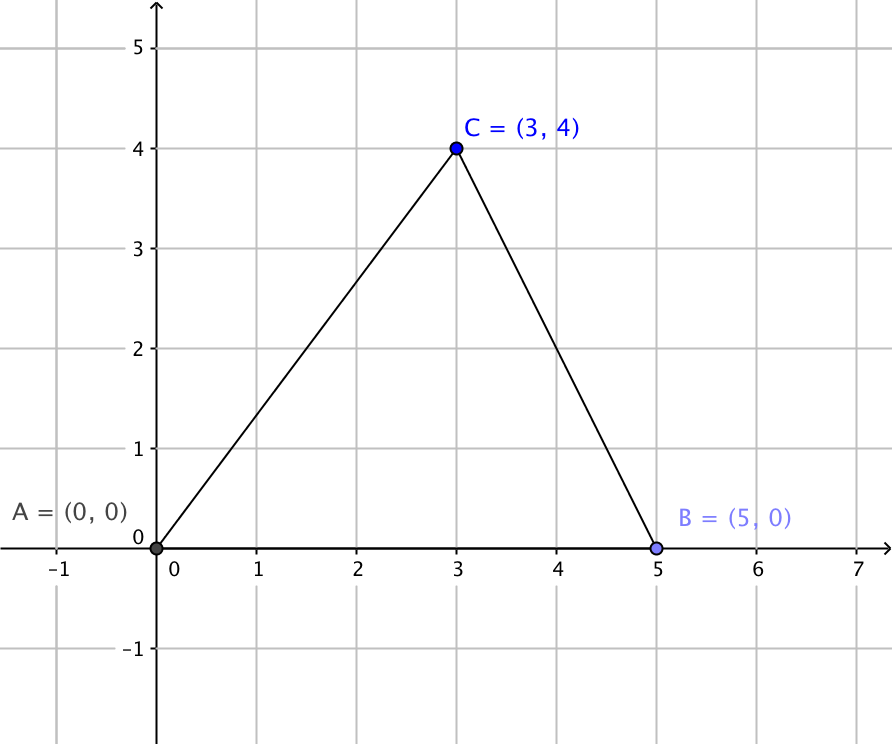 5
C = (3, 4)
4
3
2
1
A = (0, 0)
B = (5, 0)
0
–1 0 1 2 3 4 5 6 7
–1